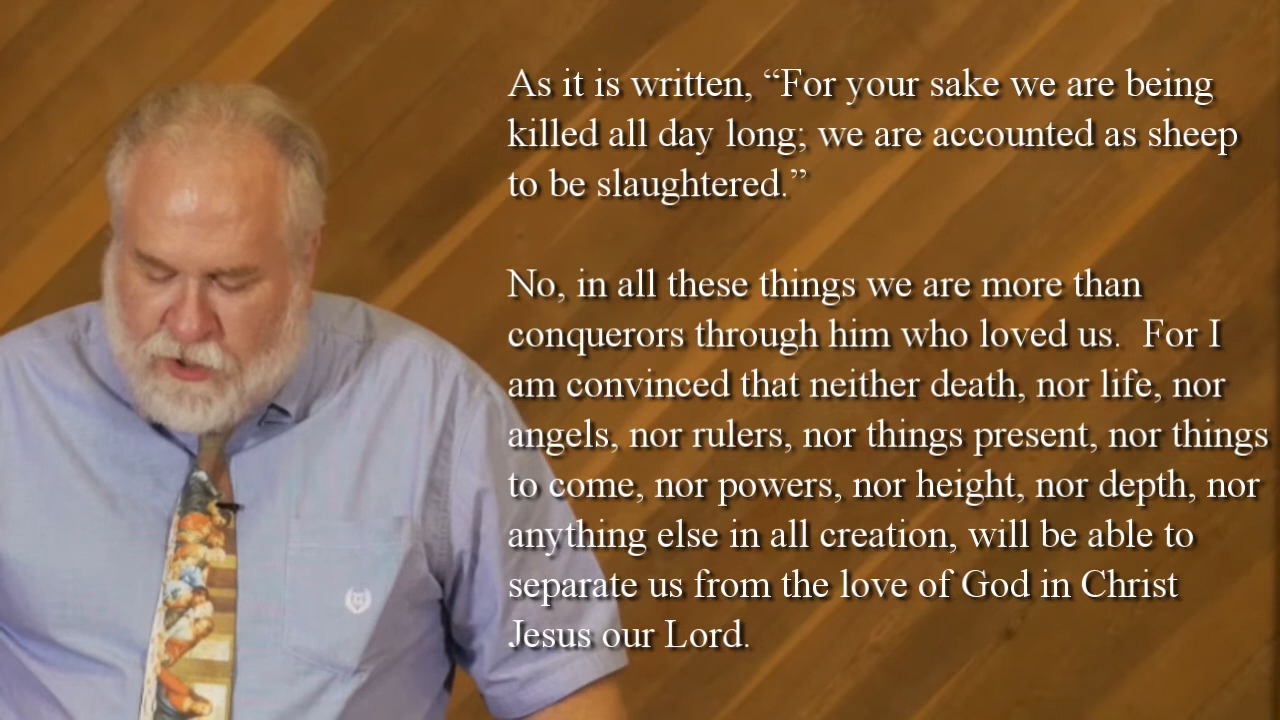 As it is written, “For your sake we are being
killed all day long; we are accounted as sheep
to be slaughtered.”
No, in all these things we are more than
conquerors through him who loved us.  For I
am convinced that neither death, nor life, nor
angels, nor rulers, nor things present, nor things
to come, nor powers, nor height, nor depth, nor
anything else in all creation, will be able to
separate us from the love of God in Christ
Jesus our Lord.